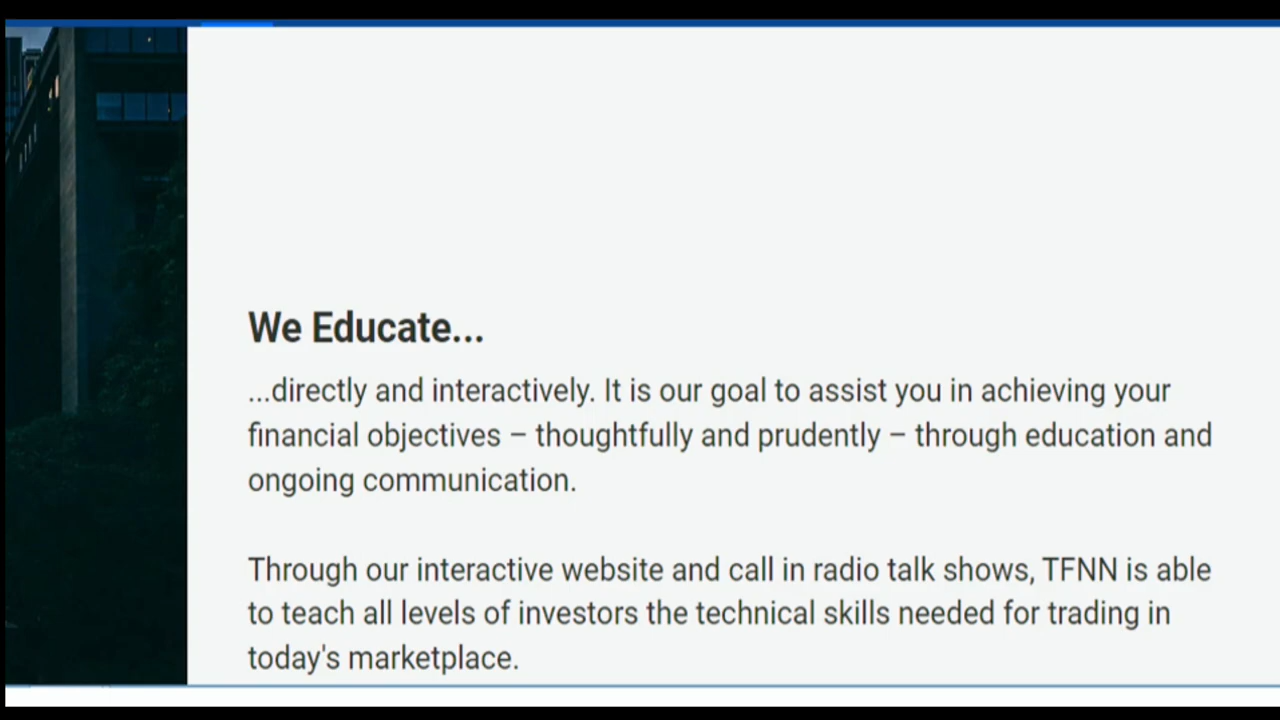 We Educate...
...directly and interactively. It is our goal to assist you in achieving your
financial objectives – thoughtfully and prudently – through education and
ongoing communication.
Through our interactive website and call in radio talk shows, TFNN is able
to teach all levels of investors the technical skills needed for trading in
today's marketplace.